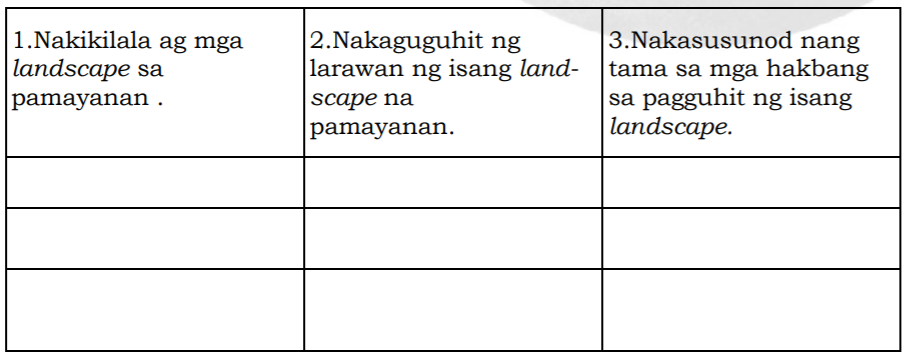 1.Nakikilala ag mga
landscape sa
pamayanan .
2.Nakaguguhit ng
larawan ng isang land-
scape na
pamayanan.
3.Nakasusunod nang
tama sa mga hakbang
sa pagguhit ng isang
landscape.